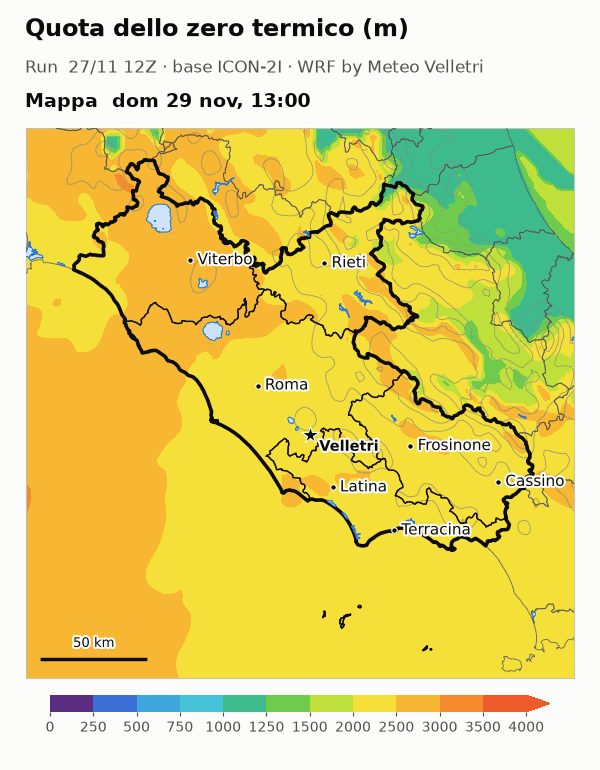 Quota dello zero termico (m)
Run 27/11 12Z · base ICON-2I · WRF by Meteo Velletri
Mappa dom 29 nov, 13:00
Viterbo
Rieti
Roma
Velletri
Frosinone
Cassino
Latina
Terracina
50 km
0 250 500 750 1000 1250 1500 2000 2500 3000 3500 4000